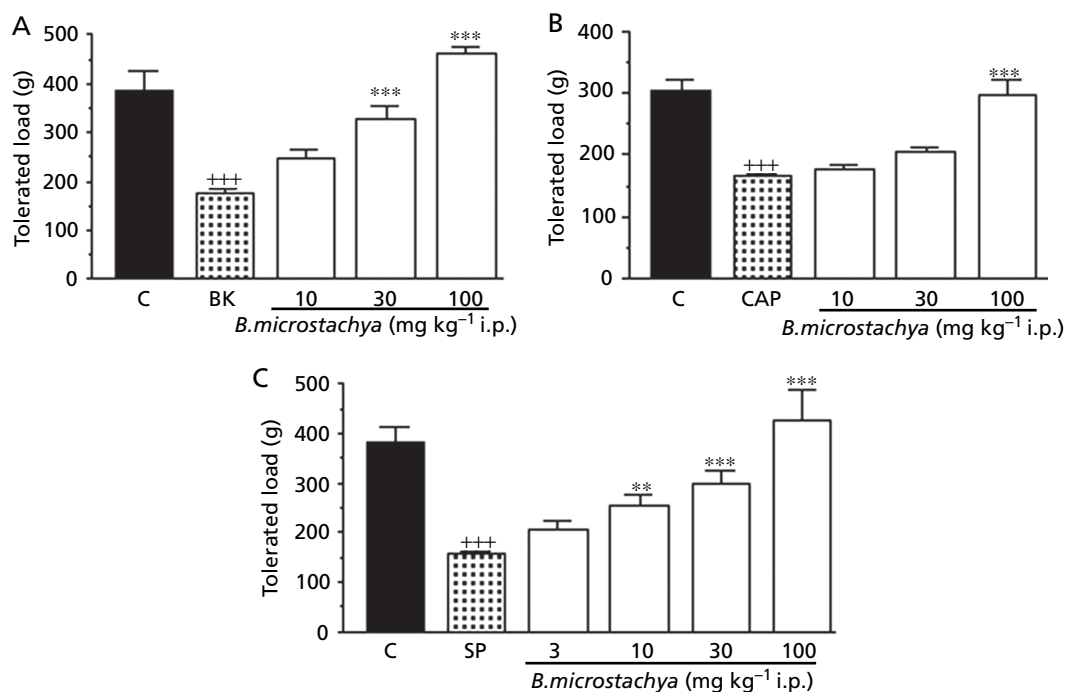 A
500
400
300
200
100
0
Tolerated load (g)
+++
***
***
C BK 10 30 100
B.microstachya (mg kg⁻¹ i.p.)
B
400
300
200
100
0
Tolerated load (g)
+++
***
C CAP 10 30 100
B.microstachya (mg kg⁻¹ i.p.)
C
500
400
300
200
100
0
Tolerated load (g)
+++
**
***
***
C SP 3 10 30 100
B.microstachya (mg kg⁻¹ i.p.)